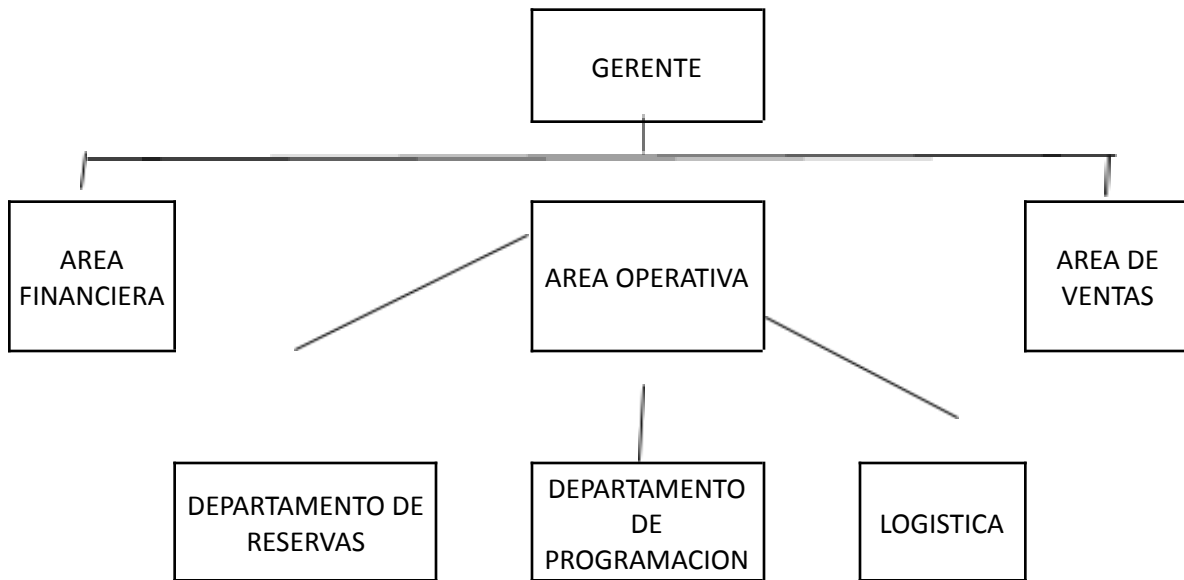 GERENTE
AREA
FINANCIERA
AREA OPERATIVA
AREA DE
VENTAS
DEPARTAMENTO DE
RESERVAS
DEPARTAMENTO
DE
PROGRAMACION
LOGISTICA